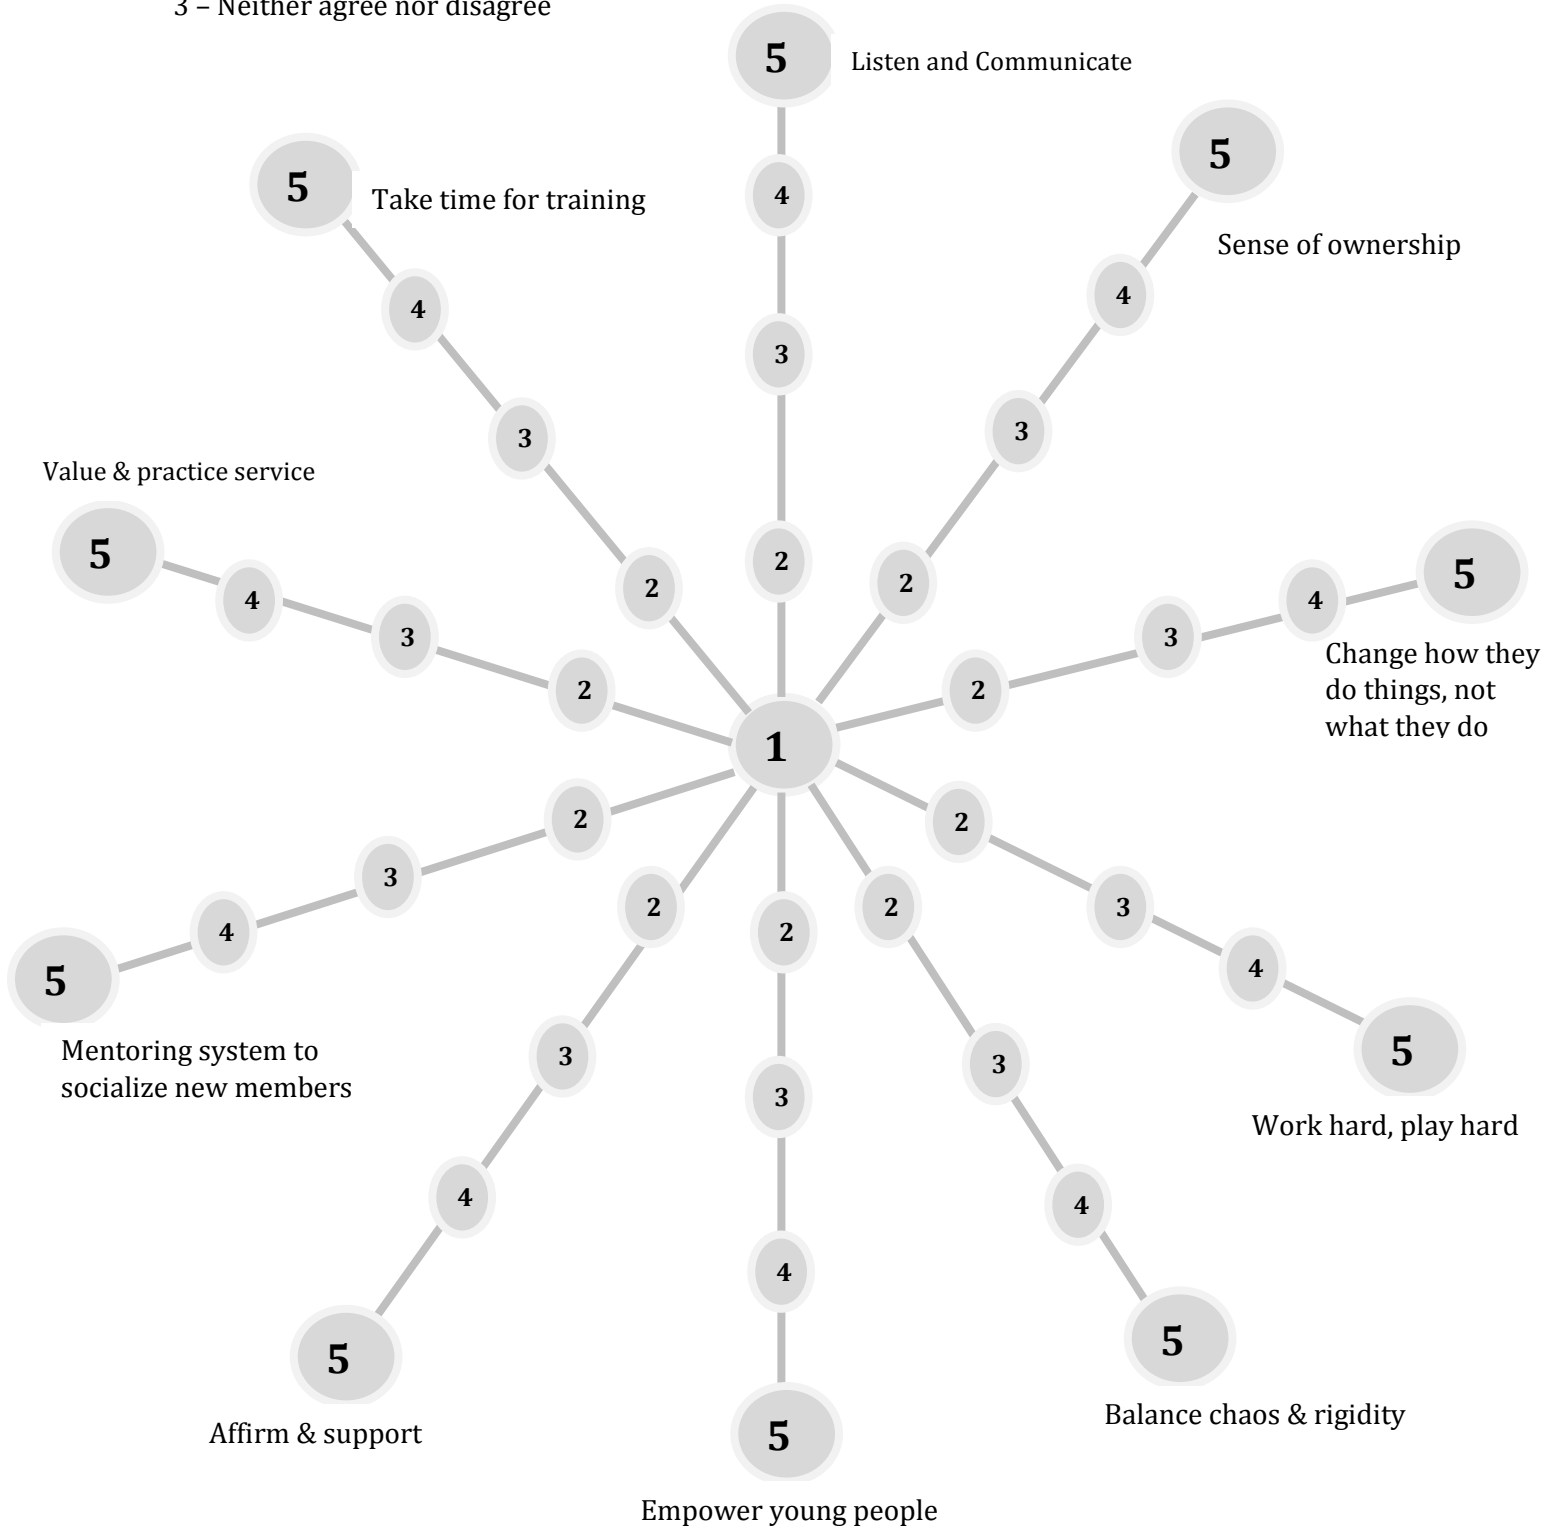 3 – Neither agree nor disagree
5
Listen and Communicate
5
Sense of ownership
5
Take time for training
4
4
4
3
3
3
Value & practice service
5
4
3
2
2
2
2
5
4
3
2
Change how they
do things, not
what they do
1
2
3
4
5
Work hard, play hard
2
3
4
5
Mentoring system to
socialize new members
2
3
4
5
Affirm & support
2
3
4
5
Empower young people
2
3
4
5
Balance chaos & rigidity